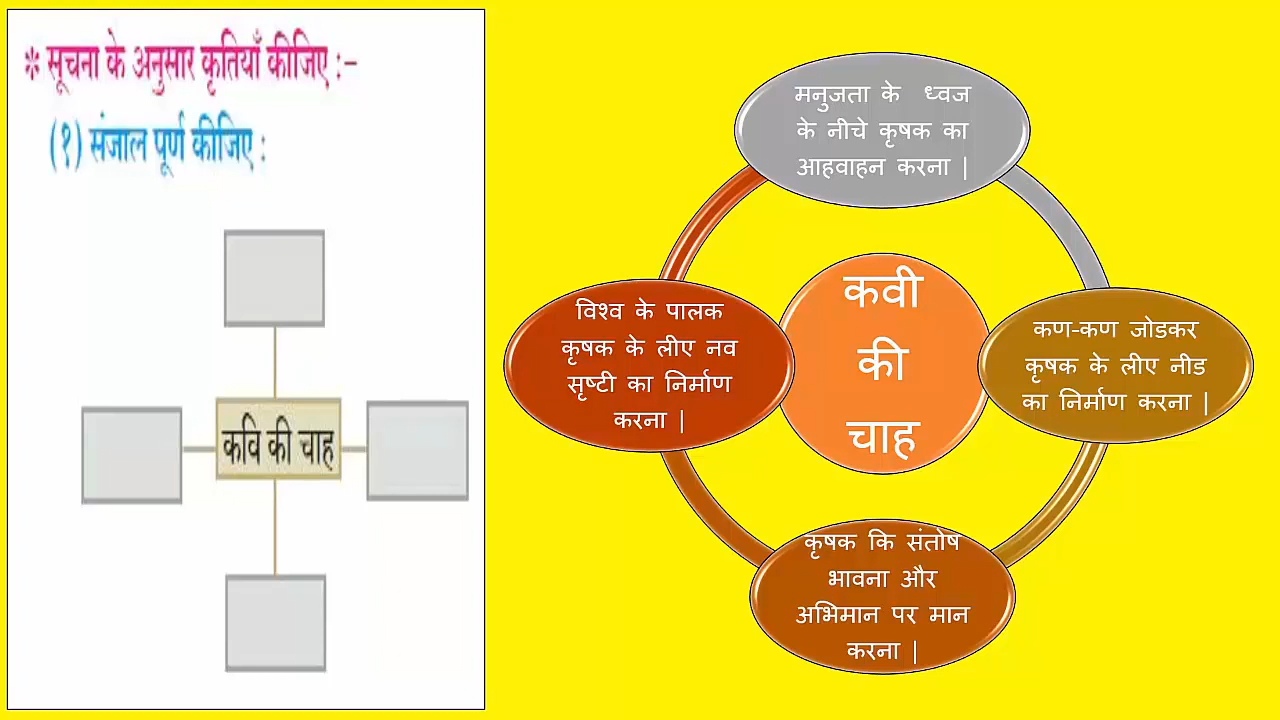 * सूचना के अनुसार कृतियाँ कीजिए :-
(१) संजाल पूर्ण कीजिए :
कवि की चाह
मनुजता के ध्वज
के नीचे कृषक का
आहवाहन करना |
कण-कण जोडकर
कृषक के लीए नीड
का निर्माण करना |
कृषक कि संतोष
भावना और
अभिमान पर मान
करना |
विश्व के पालक
कृषक के लीए नव
सृष्टी का निर्माण
करना |
कवी
की
चाह